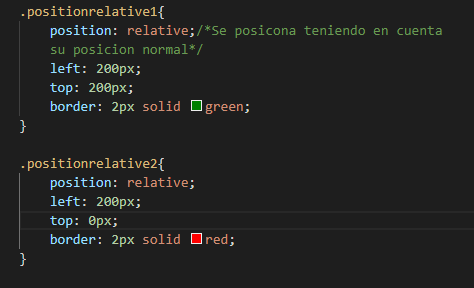 .positionrelative1{
position: relative;/*Se posicona teniendo en cuenta
su posicion normal*/
left: 200px;
top: 200px;
border: 2px solid green;
}
.positionrelative2{
position: relative;
left: 200px;
top: 0px;
border: 2px solid red;
}